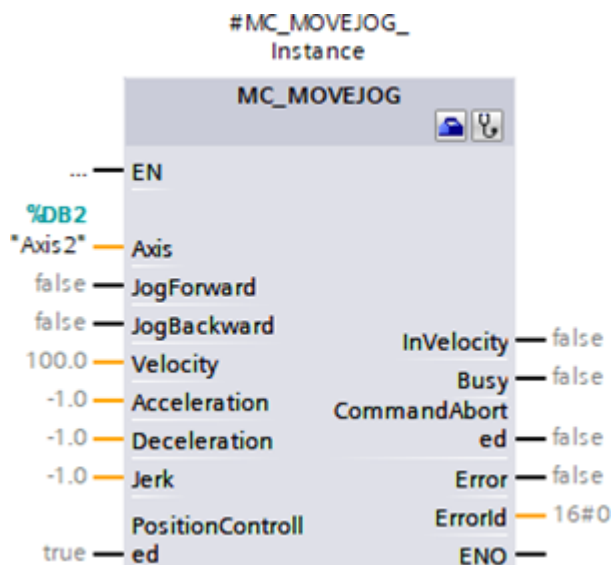 #MC_MOVEJOG_
Instance
MC_MOVEJOG
... EN
%DB2
"Axis2" Axis
false JogForward
false JogBackward
InVelocity false
100.0 Velocity
Busy false
-1.0 Acceleration
CommandAbort
ed false
-1.0 Deceleration
-1.0 Jerk
Error false
ErrorId 16#0
PositionControll
true ed
ENO